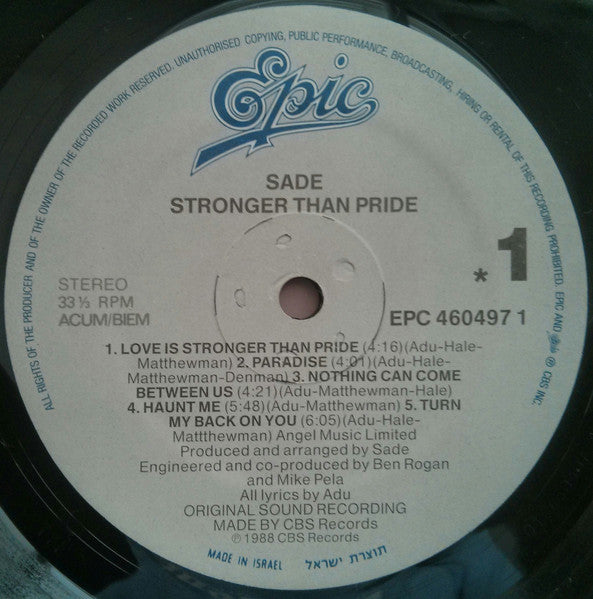 ALL RIGHTS OF THE PRODUCER AND OF THE OWNER OF THE RECORDED WORK RESERVED. UNAUTHORISED COPYING, PUBLIC PERFORMANCE, BROADCASTING, HIRING OR RENTAL OF THIS RECORDING PROHIBITED. EPIC AND Epic ® CBS INC.
Epic
SADE
STRONGER THAN PRIDE
* 1
STEREO
33 ⅓ RPM
ACUM/BIEM
EPC 460497 1
1. LOVE IS STRONGER THAN PRIDE (4:16)(Adu-Hale-
Matthewman) 2. PARADISE (4:01)(Adu-Hale-
Matthewman-Denman) 3. NOTHING CAN COME
BETWEEN US (4:21)(Adu-Matthewman-Hale)
4. HAUNT ME (5:48)(Adu-Matthewman) 5. TURN
MY BACK ON YOU (6:05)(Adu-Hale-
Mattthewman) Angel Music Limited
Produced and arranged by Sade
Engineered and co-produced by Ben Rogan
and Mike Pela
All lyrics by Adu
ORIGINAL SOUND RECORDING
MADE BY CBS Records
℗ 1988 CBS Records
MADE IN ISRAEL תוצרת ישראל